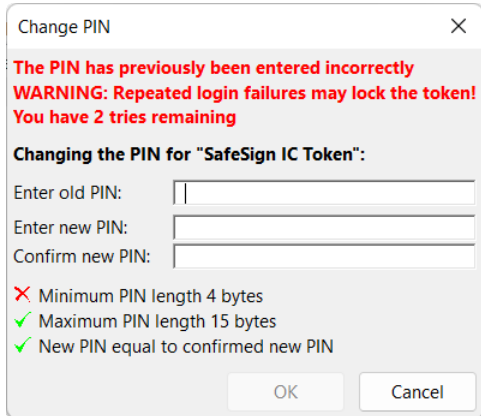 Change PIN
The PIN has previously been entered incorrectly
WARNING: Repeated login failures may lock the token!
You have 2 tries remaining
Changing the PIN for "SafeSign IC Token":
Enter old PIN:
Enter new PIN:
Confirm new PIN:
Minimum PIN length 4 bytes
Maximum PIN length 15 bytes
New PIN equal to confirmed new PIN
OK Cancel